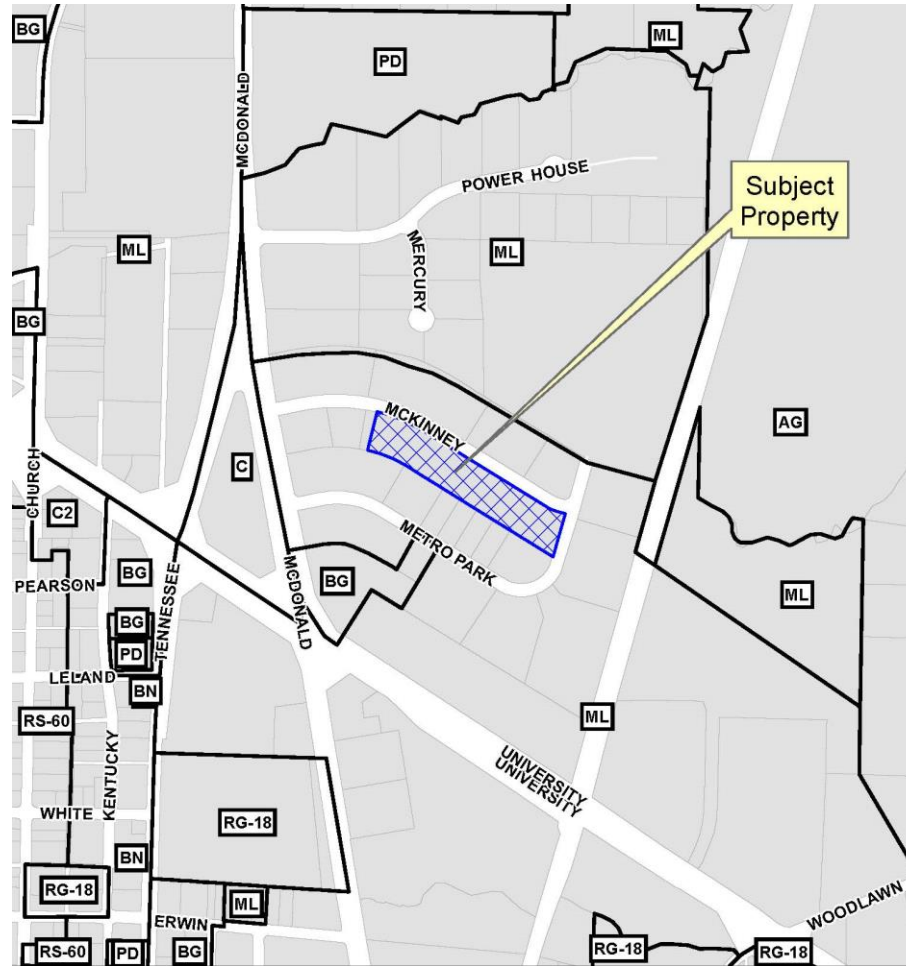 BG
MCDONALD
PD
ML
POWER HOUSE
Subject
Property
ML
ML
MERCURY
BG
MCKINNEY
AG
C
CHURCH
C2
METRO PARK
BG
PEARSON
BG
TENNESSEE
MCDONALD
ML
BG
PD
LELAND
BN
ML
RS-60
KENTUCKY
UNIVERSITY
UNIVERSITY
WHITE
RG-18
BN
RG-18
ML
WOODLAWN
ERWIN
RS-60
PD
BG
RG-18
RG-18